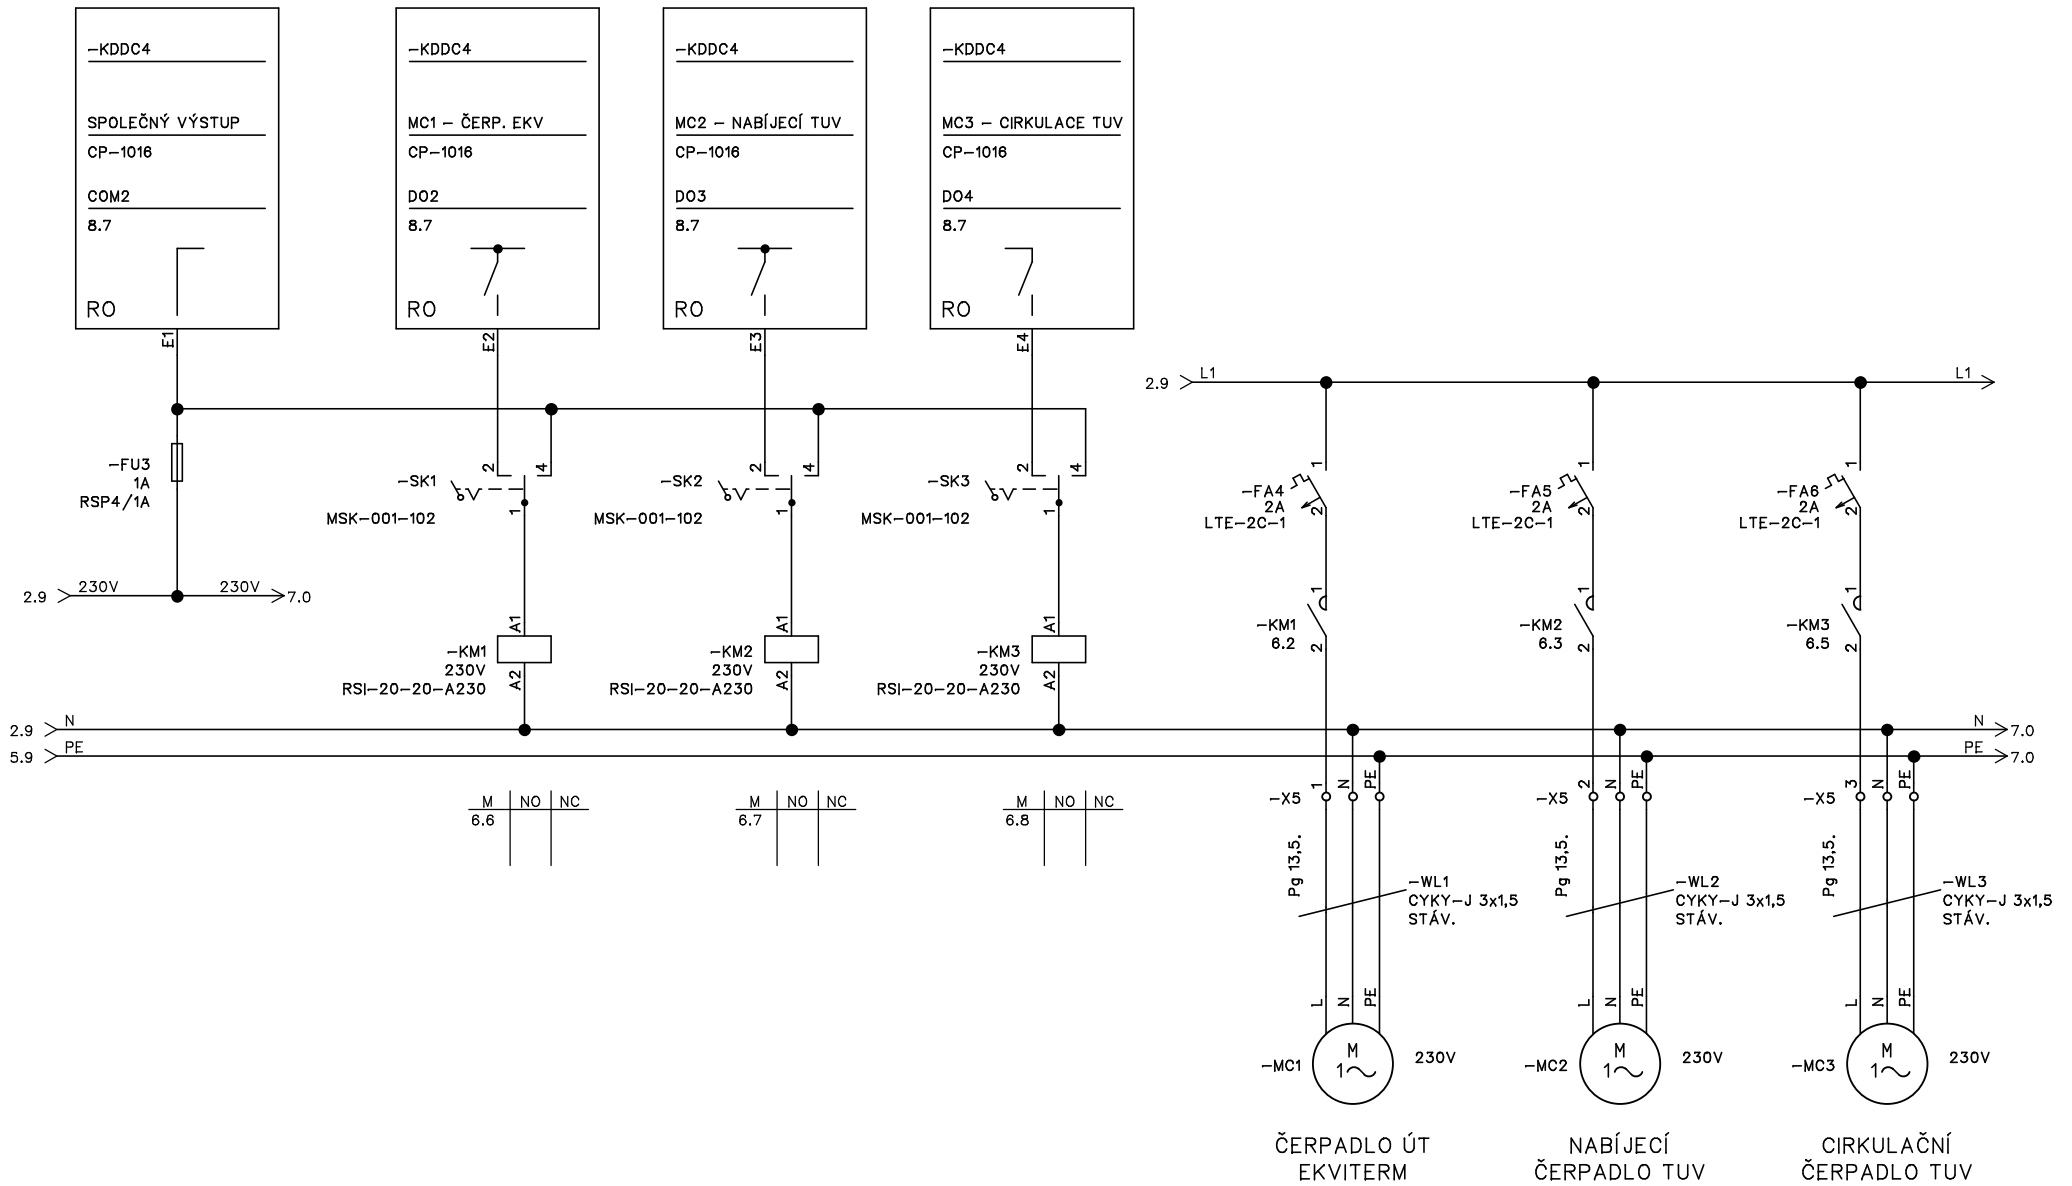 -KDDC4
SPOLEČNÝ VÝSTUP
CP-1016
COM2
8.7
RO
E1
-KDDC4
MC1 - ČERP. EKV
CP-1016
DO2
8.7
RO
E2
-KDDC4
MC2 - NABÍJECÍ TUV
CP-1016
DO3
8.7
RO
E3
-KDDC4
MC3 - CIRKULACE TUV
CP-1016
DO4
8.7
RO
E4
2.9 L1 L1
-FU3
1A
RSP4/1A
2.9 230V 230V 7.0
2 4
-SK1
1
MSK-001-102
2 4
-SK2
1
MSK-001-102
2 4
-SK3
1
MSK-001-102
A1
-KM1
230V
RSI-20-20-A230
A2
A1
-KM2
230V
RSI-20-20-A230
A2
A1
-KM3
230V
RSI-20-20-A230
A2
1
-FA4
2A
LTE-2C-1
2
1
-FA5
2A
LTE-2C-1
2
1
-FA6
2A
LTE-2C-1
2
1
-KM1
6.2
2
1
-KM2
6.3
2
1
-KM3
6.5
2
2.9 N N 7.0
5.9 PE PE 7.0
M NO NC
6.6
M NO NC
6.7
M NO NC
6.8
1 N PE
-X5
Pg 13,5.
-WL1
CYKY-J 3x1,5
STÁV.
L N PE
-MC1
M
1
230V
ČERPADLO ÚT
EKVITERM
2 N PE
-X5
Pg 13,5.
-WL2
CYKY-J 3x1,5
STÁV.
L N PE
-MC2
M
1
230V
NABÍJECÍ
ČERPADLO TUV
3 N PE
-X5
Pg 13,5.
-WL3
CYKY-J 3x1,5
STÁV.
L N PE
-MC3
M
1
230V
CIRKULAČNÍ
ČERPADLO TUV